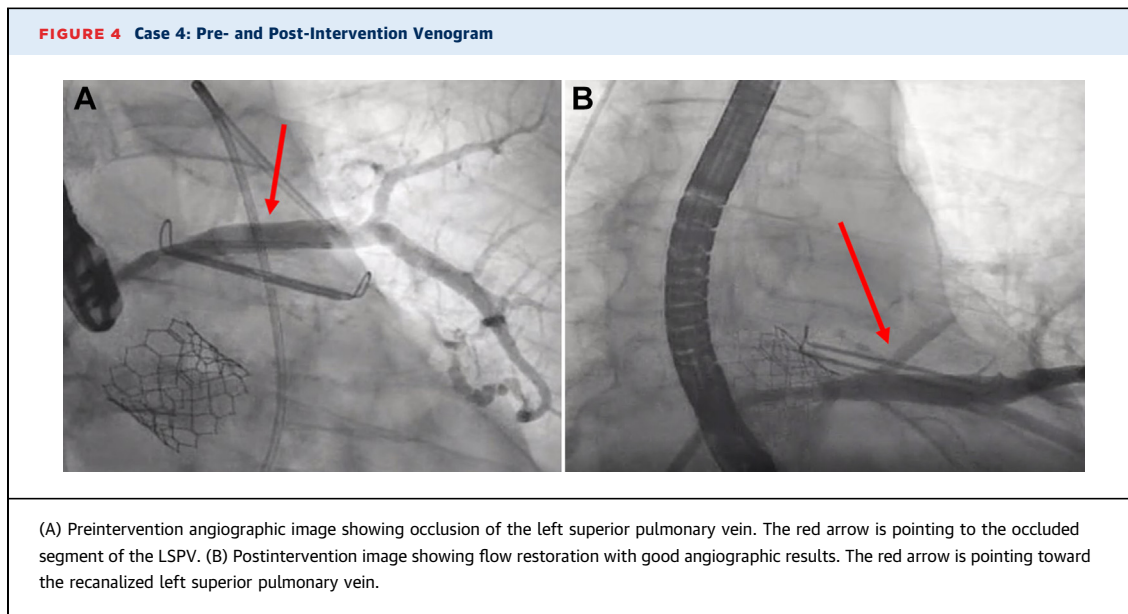 FIGURE 4 Case 4: Pre- and Post-Intervention Venogram
A
B
(A) Preintervention angiographic image showing occlusion of the left superior pulmonary vein. The red arrow is pointing to the occluded
segment of the LSPV. (B) Postintervention image showing flow restoration with good angiographic results. The red arrow is pointing toward
the recanalized left superior pulmonary vein.